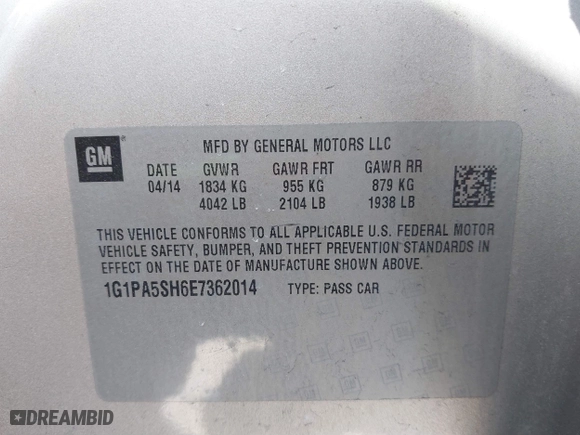 GM
MFD BY GENERAL MOTORS LLC
DATE GVWR GAWR FRT GAWR RR
04/14 1834 KG 955 KG 879 KG
4042 LB 2104 LB 1938 LB
THIS VEHICLE CONFORMS TO ALL APPLICABLE U.S. FEDERAL MOTOR
VEHICLE SAFETY, BUMPER, AND THEFT PREVENTION STANDARDS IN
EFFECT ON THE DATE OF MANUFACTURE SHOWN ABOVE.
1G1PA5SH6E7362014 TYPE: PASS CAR
DREAMBID